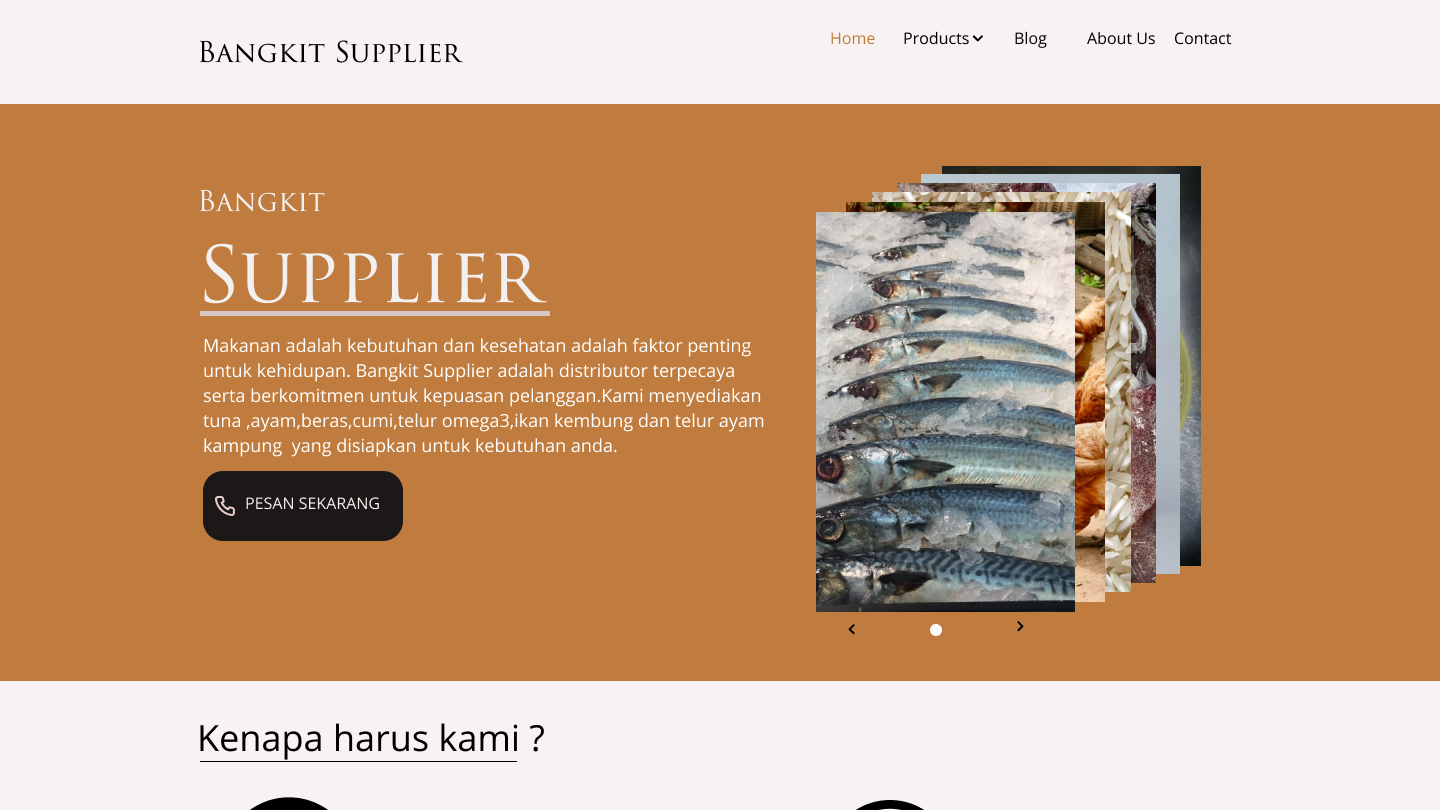 Bangkit Supplier
Home Products Blog About Us Contact
Bangkit
Supplier
Makanan adalah kebutuhan dan kesehatan adalah faktor penting
untuk kehidupan. Bangkit Supplier adalah distributor terpecaya
serta berkomitmen untuk kepuasan pelanggan.Kami menyediakan
tuna ,ayam,beras,cumi,telur omega3,ikan kembung dan telur ayam
kampung  yang disiapkan untuk kebutuhan anda.
PESAN SEKARANG
Kenapa harus kami ?